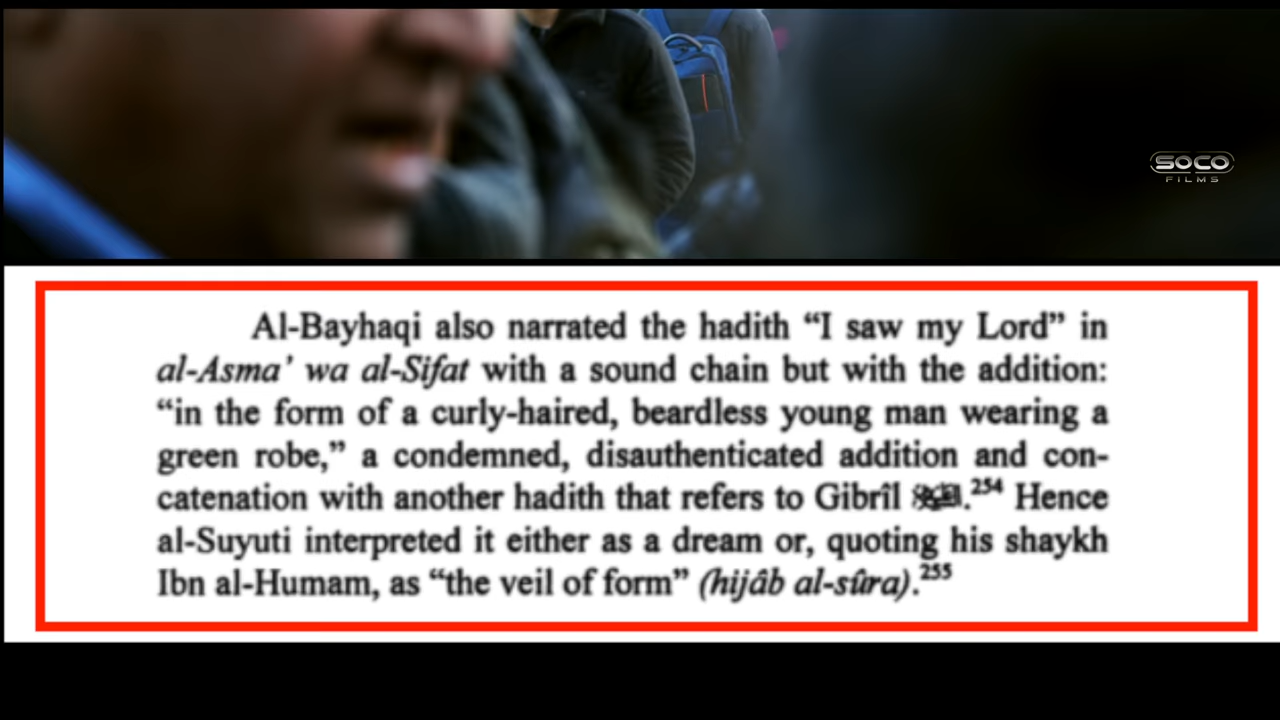 SOCO
FILMS
Al-Bayhaqi also narrated the hadith “I saw my Lord” in
al-Asma’ wa al-Sifat with a sound chain but with the addition:
“in the form of a curly-haired, beardless young man wearing a
green robe,” a condemned, disauthenticated addition and con-
catenation with another hadith that refers to Gibrîl .254 Hence
al-Suyuti interpreted it either as a dream or, quoting his shaykh
Ibn al-Humam, as “the veil of form” (hijâb al-sûra).255